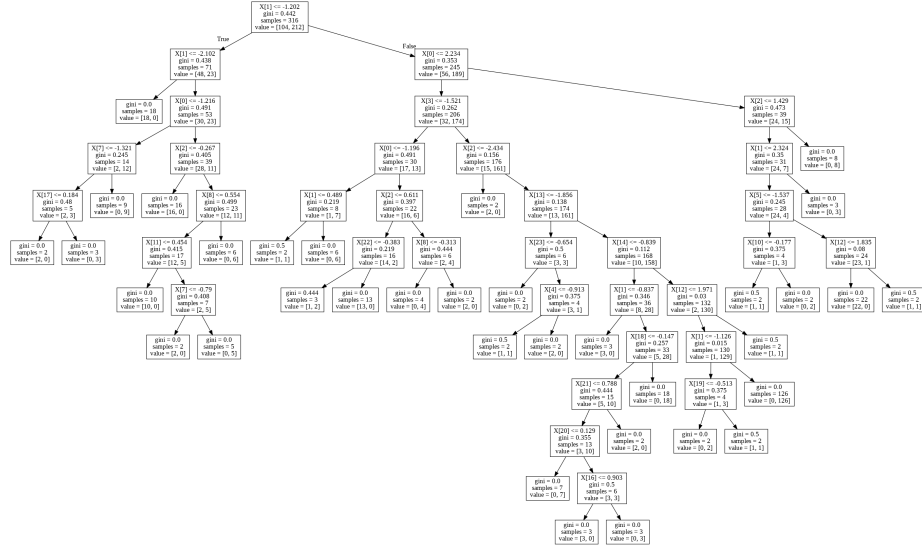 X[1] <= -1.202
gini = 0.442
samples = 316
value = [104, 212]
True
False
X[1] <= -2.102
gini = 0.438
samples = 71
value = [48, 23]
X[0] <= 2.234
gini = 0.353
samples = 245
value = [56, 189]
gini = 0.0
samples = 18
value = [18, 0]
X[0] <= -1.216
gini = 0.491
samples = 53
value = [30, 23]
X[3] <= -1.521
gini = 0.262
samples = 206
value = [32, 174]
X[2] <= 1.429
gini = 0.473
samples = 39
value = [24, 15]
X[7] <= -1.321
gini = 0.245
samples = 14
value = [2, 12]
X[2] <= -0.267
gini = 0.405
samples = 39
value = [28, 11]
X[0] <= -1.196
gini = 0.491
samples = 30
value = [17, 13]
X[2] <= -2.434
gini = 0.156
samples = 176
value = [15, 161]
X[1] <= 2.324
gini = 0.35
samples = 31
value = [24, 7]
gini = 0.0
samples = 8
value = [0, 8]
X[17] <= 0.184
gini = 0.48
samples = 5
value = [2, 3]
gini = 0.0
samples = 9
value = [0, 9]
gini = 0.0
samples = 16
value = [16, 0]
X[8] <= 0.554
gini = 0.499
samples = 23
value = [12, 11]
X[1] <= 0.489
gini = 0.219
samples = 8
value = [1, 7]
X[2] <= 0.611
gini = 0.397
samples = 22
value = [16, 6]
gini = 0.0
samples = 2
value = [2, 0]
X[13] <= -1.856
gini = 0.138
samples = 174
value = [13, 161]
X[5] <= -1.537
gini = 0.245
samples = 28
value = [24, 4]
gini = 0.0
samples = 3
value = [0, 3]
gini = 0.0
samples = 2
value = [2, 0]
gini = 0.0
samples = 3
value = [0, 3]
X[11] <= 0.454
gini = 0.415
samples = 17
value = [12, 5]
gini = 0.0
samples = 6
value = [0, 6]
gini = 0.5
samples = 2
value = [1, 1]
gini = 0.0
samples = 6
value = [0, 6]
X[22] <= -0.383
gini = 0.219
samples = 16
value = [14, 2]
X[8] <= -0.313
gini = 0.444
samples = 6
value = [2, 4]
X[23] <= -0.654
gini = 0.5
samples = 6
value = [3, 3]
X[14] <= -0.839
gini = 0.112
samples = 168
value = [10, 158]
X[10] <= -0.177
gini = 0.375
samples = 4
value = [1, 3]
X[12] <= 1.835
gini = 0.08
samples = 24
value = [23, 1]
gini = 0.0
samples = 10
value = [10, 0]
X[7] <= -0.79
gini = 0.408
samples = 7
value = [2, 5]
gini = 0.444
samples = 3
value = [1, 2]
gini = 0.0
samples = 13
value = [13, 0]
gini = 0.0
samples = 4
value = [0, 4]
gini = 0.0
samples = 2
value = [2, 0]
gini = 0.0
samples = 2
value = [0, 2]
X[4] <= -0.913
gini = 0.375
samples = 4
value = [3, 1]
X[1] <= -0.837
gini = 0.346
samples = 36
value = [8, 28]
X[12] <= 1.971
gini = 0.03
samples = 132
value = [2, 130]
gini = 0.5
samples = 2
value = [1, 1]
gini = 0.0
samples = 2
value = [0, 2]
gini = 0.0
samples = 22
value = [22, 0]
gini = 0.5
samples = 2
value = [1, 1]
gini = 0.0
samples = 2
value = [2, 0]
gini = 0.0
samples = 5
value = [0, 5]
gini = 0.5
samples = 2
value = [1, 1]
gini = 0.0
samples = 2
value = [2, 0]
gini = 0.0
samples = 3
value = [3, 0]
X[18] <= -0.147
gini = 0.257
samples = 33
value = [5, 28]
X[1] <= -1.126
gini = 0.015
samples = 130
value = [1, 129]
gini = 0.5
samples = 2
value = [1, 1]
X[21] <= 0.788
gini = 0.444
samples = 15
value = [5, 10]
gini = 0.0
samples = 18
value = [0, 18]
X[19] <= -0.513
gini = 0.375
samples = 4
value = [1, 3]
gini = 0.0
samples = 126
value = [0, 126]
X[20] <= 0.129
gini = 0.355
samples = 13
value = [3, 10]
gini = 0.0
samples = 2
value = [2, 0]
gini = 0.0
samples = 2
value = [0, 2]
gini = 0.5
samples = 2
value = [1, 1]
gini = 0.0
samples = 7
value = [0, 7]
X[16] <= 0.903
gini = 0.5
samples = 6
value = [3, 3]
gini = 0.0
samples = 3
value = [3, 0]
gini = 0.0
samples = 3
value = [0, 3]